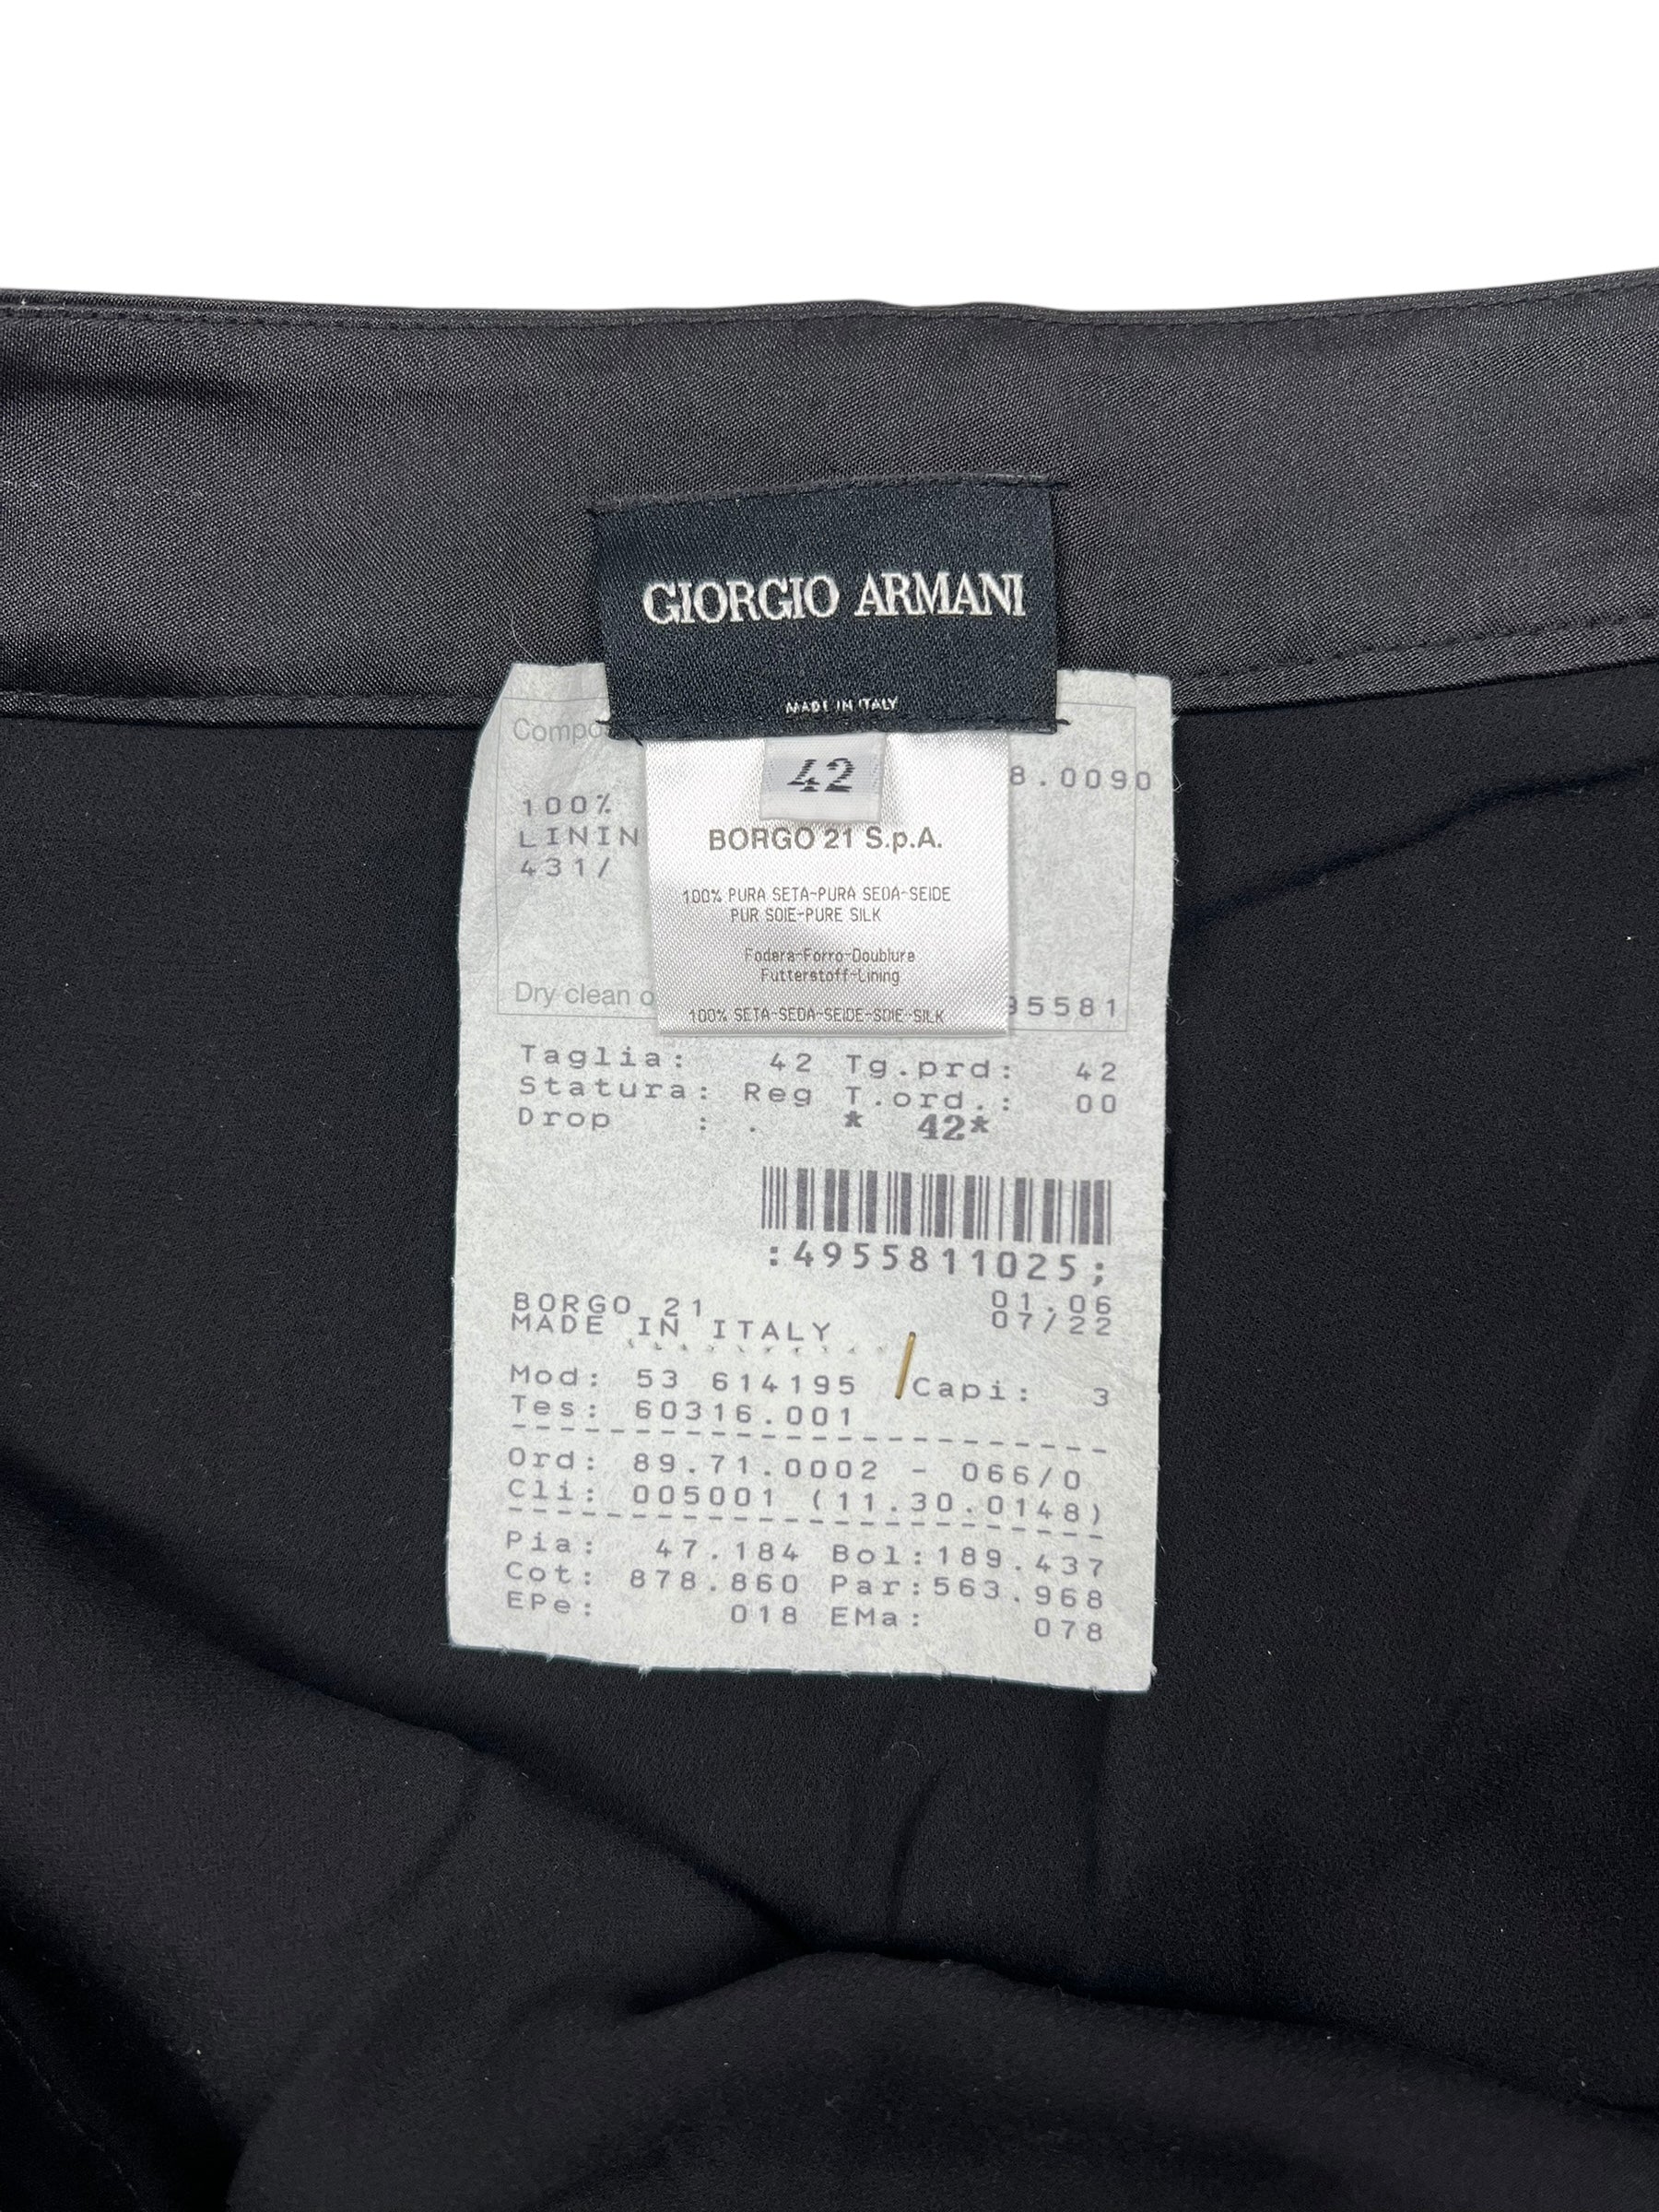 GIORGIO ARMANI
MADE IN ITALY
42
BORGO 21 S.p.A.
100% PURA SETA-PURA SEDA-SEIDE
PUR SOIE-PURE SILK
Fodera-Forro-Doublure
Futterstoff-Lining
100% SETA-SEDA-SEIDE-SOIE-SILK
Compo
8.0090
100%
LININ
431/
Dry clean o
35581
Taglia: 42 Tg.prd: 42
Statura: Reg T.ord.: 00
Drop : . * 42*
:4955811025;
BORGO 21 01.06
MADE IN ITALY 07/22
Mod: 53 614195 /Capi: 3
Tes: 60316.001
Ord: 89.71.0002 - 066/0
Cli: 005001 (11.30.0148)
Pia: 47.184 Bol:189.437
Cot: 878.860 Par:563.968
EPe: 018 EMa: 078